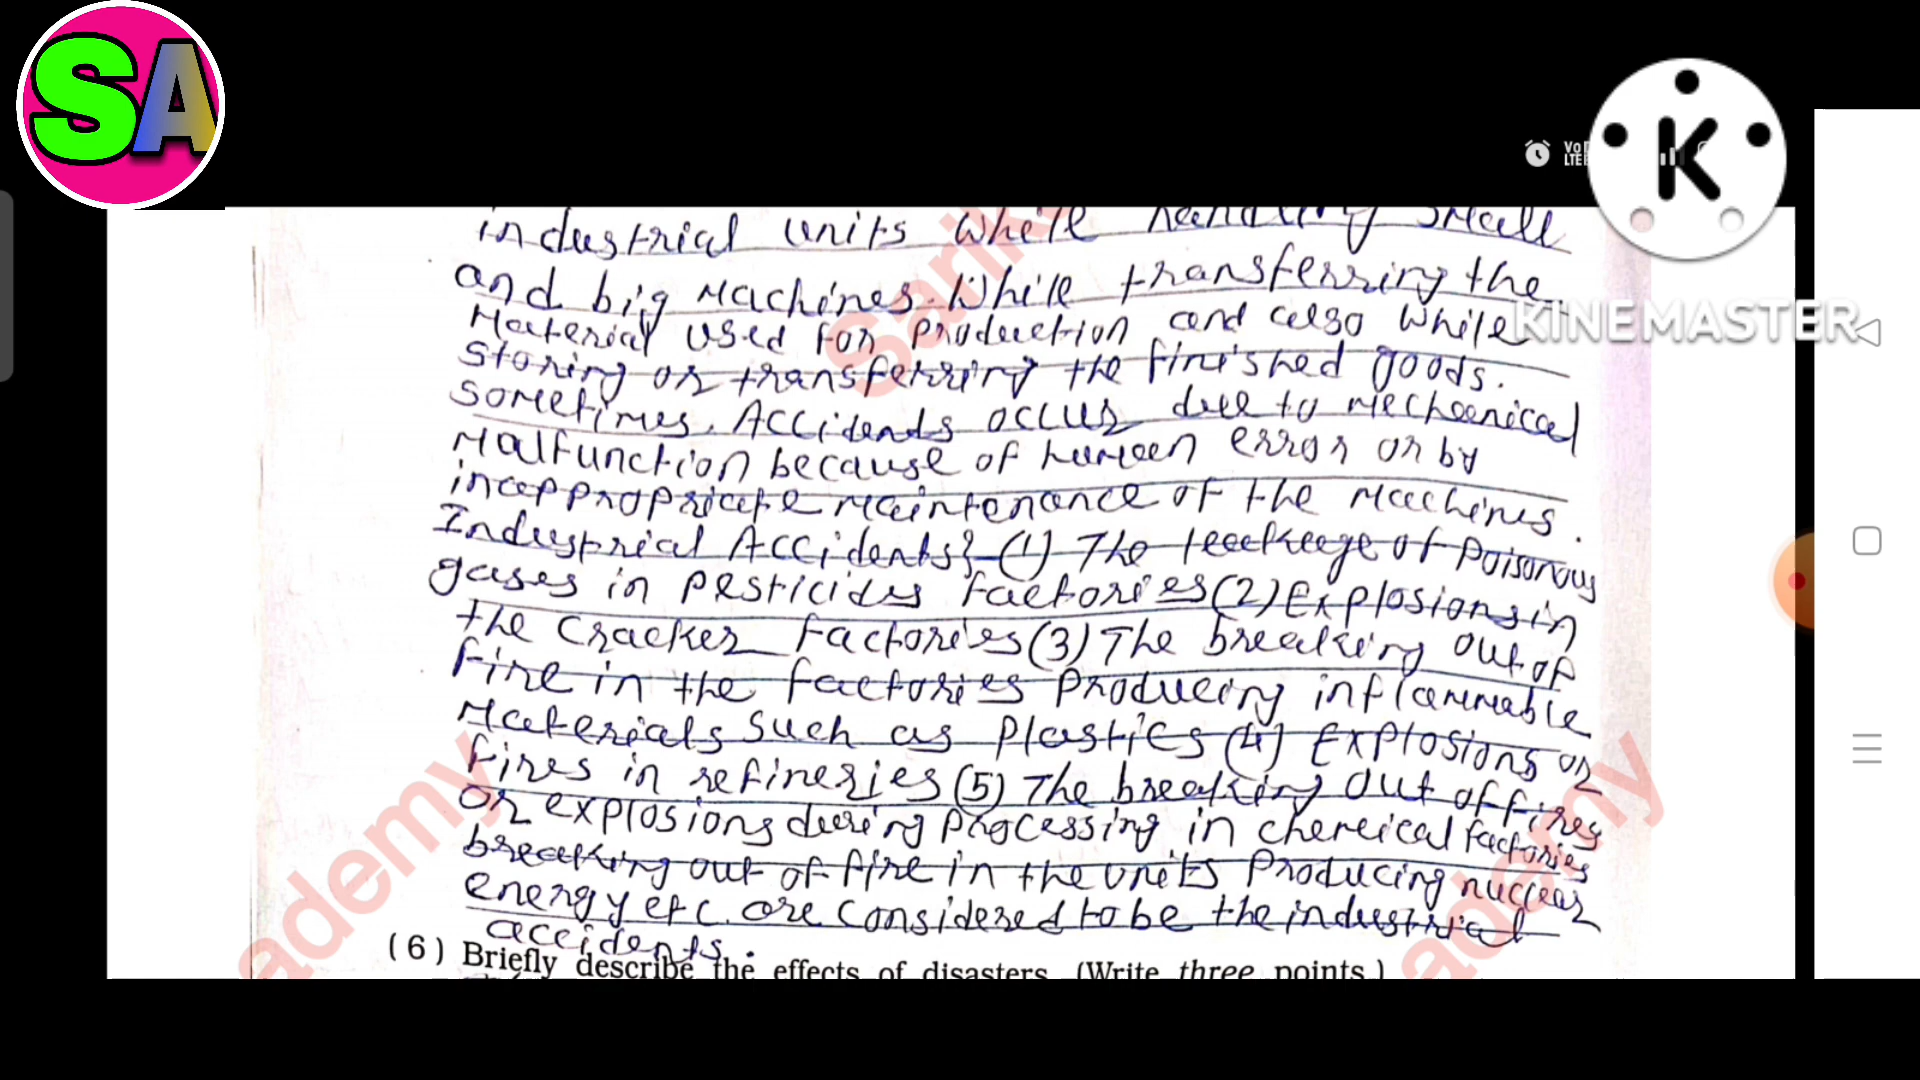 SA
VoD
LTE
K
KINEMASTER
industrial units while handling small
and big Machines. While transferring the
Material used for production and also while
storing or transferring the finished goods.
sometimes, Accidents occur due to mechanical
Malfunction because of human error or by
inappropriate maintenance of the Machines.
Industrial Accidents}-(1) The leakage of poisonous
gases in pesticides factories (2) Explosions in
the cracker factories (3) The breaking out of
fire in the factories producing inflammable
Materials such as plastics (4) Explosions or
fires in refineries (5) The breaking out of fires
or explosions during processing in chemical factories
breaking out of fire in the units producing nuclear
energy etc. are considered to be the industrial
accidents.
(6) Briefly describe the effects of disasters. (Write three points.)
Sarik
ademy
ademy